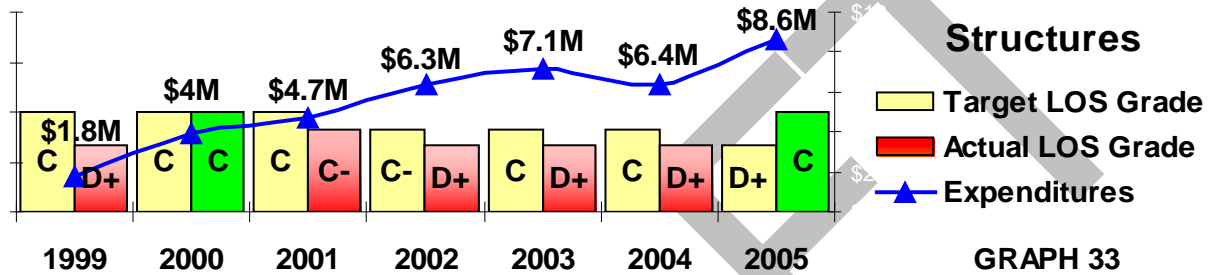 $8.6M
$7.1M
$6.3M
$6.4M
$4.7M
$4M
$1.8M
C D+ C C C C- C- D+ C D+ C D+ D+ C
1999 2000 2001 2002 2003 2004 2005
Structures
Target LOS Grade
Actual LOS Grade
Expenditures
GRAPH 33